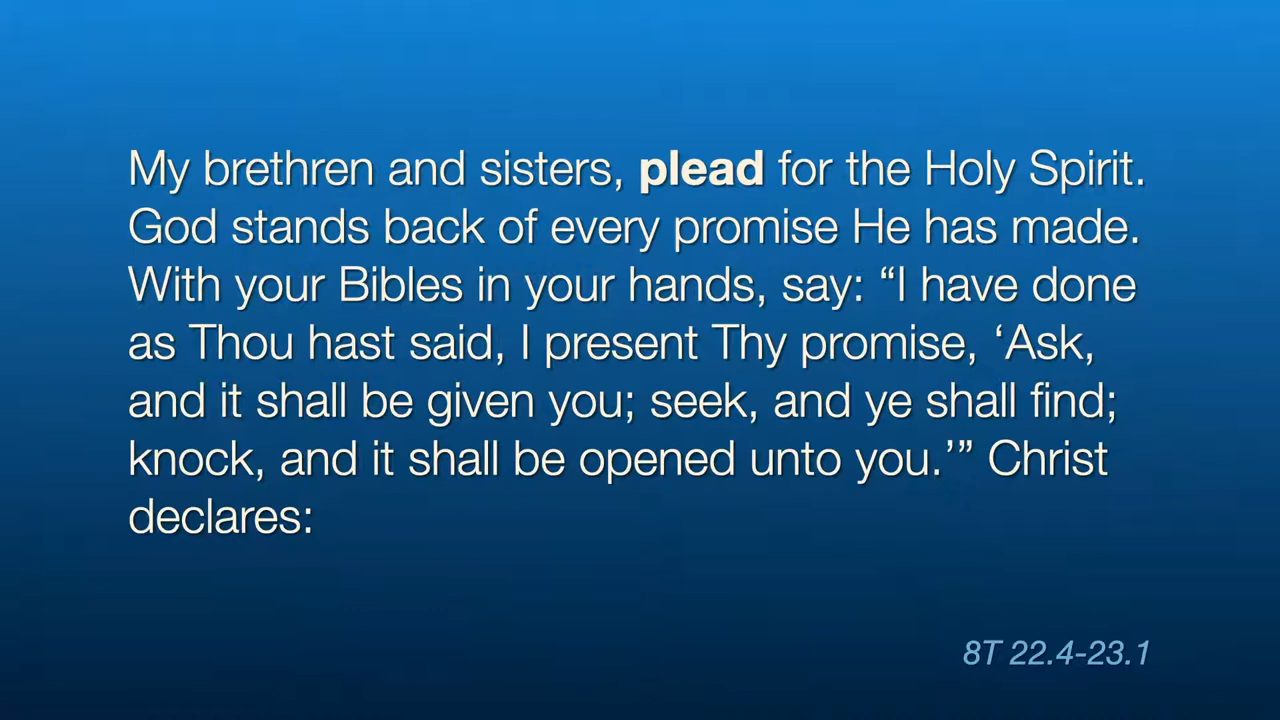 My brethren and sisters, plead for the Holy Spirit.
God stands back of every promise He has made.
With your Bibles in your hands, say: “I have done
as Thou hast said, I present Thy promise, ‘Ask,
and it shall be given you; seek, and ye shall find;
knock, and it shall be opened unto you.’” Christ
declares:
8T 22.4-23.1